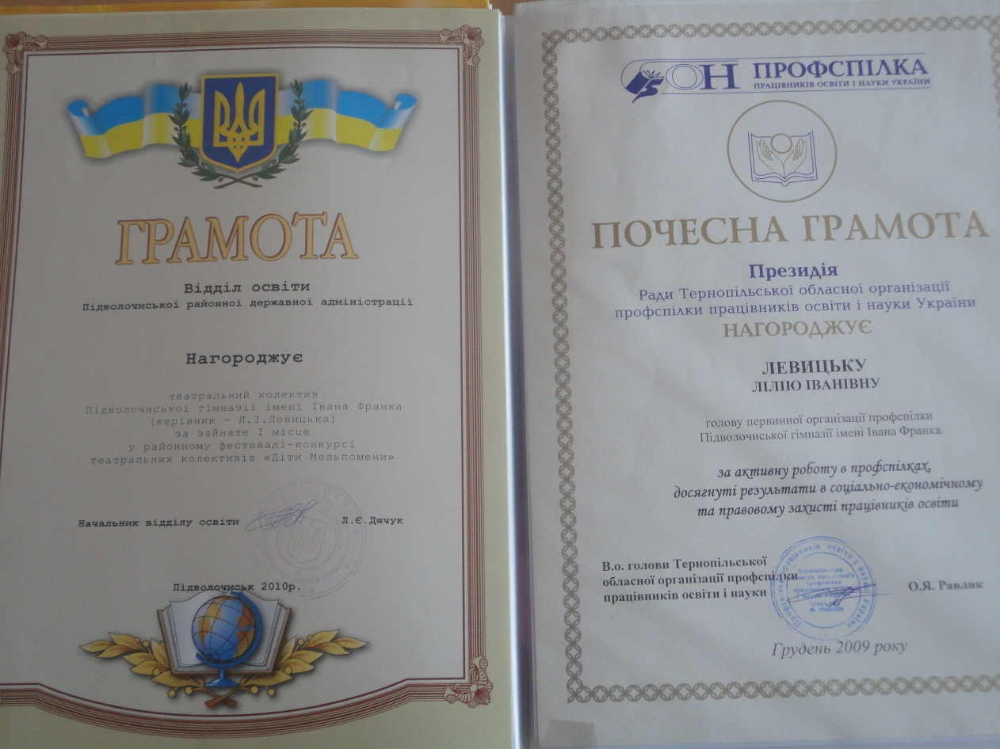 ГРАМОТА
Відділ освіти
Підволочиської районної державної адміністрації
Нагороджує
театральний колектив
Підволочиської гімназії імені Івана Франка
(керівник - Л.І.Левицька)
за зайняте І місце
у районному фестивалі-конкурсі
театральних колективів «Діти Мельпомени»
Начальник відділу освіти Л.Є.Дячук
Підволочиськ 2010р.
ОН ПРОФСПІЛКА
ПРАЦІВНИКІВ ОСВІТИ І НАУКИ УКРАЇНИ
ПОЧЕСНА ГРАМОТА
Президія
Ради Тернопільської обласної організації
профспілки працівників освіти і науки України
НАГОРОДЖУЄ
ЛЕВИЦЬКУ
ЛІЛІЮ ІВАНІВНУ
голову первинної організації профспілки
Підволочиської гімназії імені Івана Франка
за активну роботу в профспілках,
досягнуті результати в соціально-економічному
та правовому захисті працівників освіти
В.о. голови Тернопільської
обласної організації профспілки
працівників освіти і науки О.Я. Равлик
Грудень 2009 року